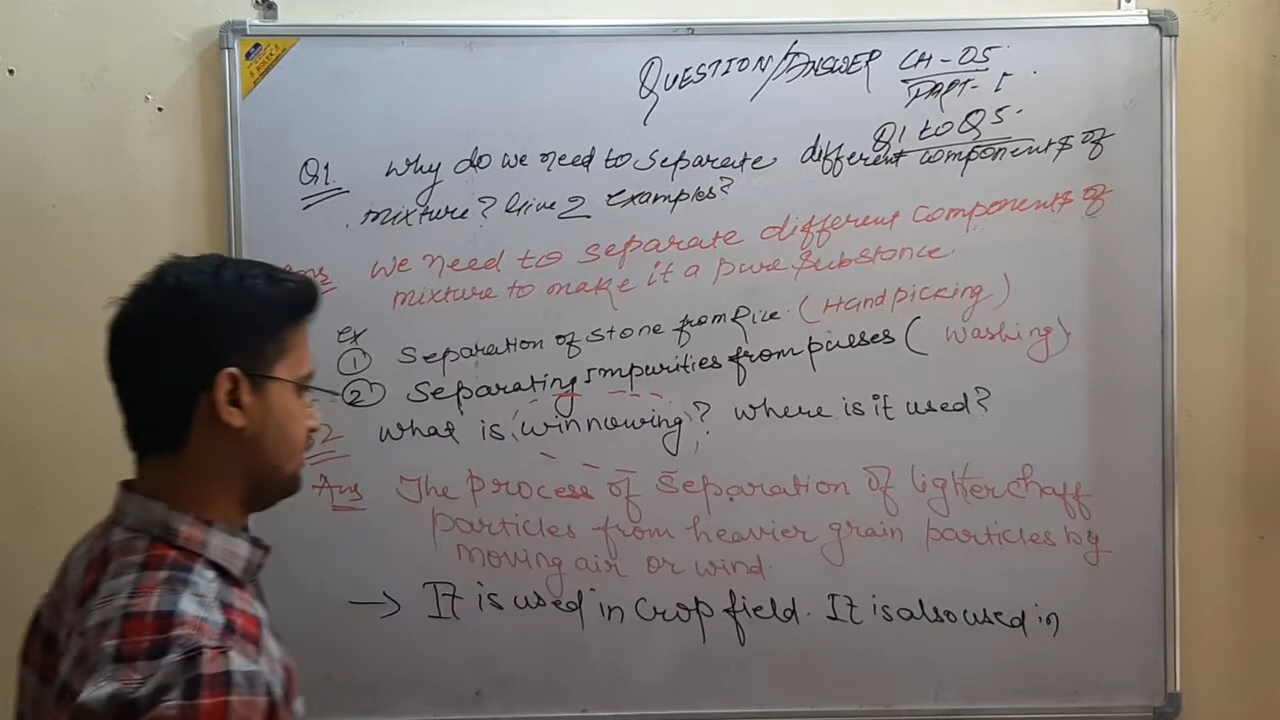 QUESTION/ANSWER CH-05
PART-I
Q1 to Q5.
Q1. Why do we need to separate different components of
mixture? Give 2 examples?
Ans We need to separate different components of
mixture to make it a pure substance.
Ex
① Separation of stone from Rice. (Handpicking)
② Separating impurities from pulses (Washing)
Q2 What is winnowing? Where is it used?
Ans The process of separation of lighter chaff
particles from heavier grain particles by
moving air or wind.
→ It is used in crop field. It is also used in